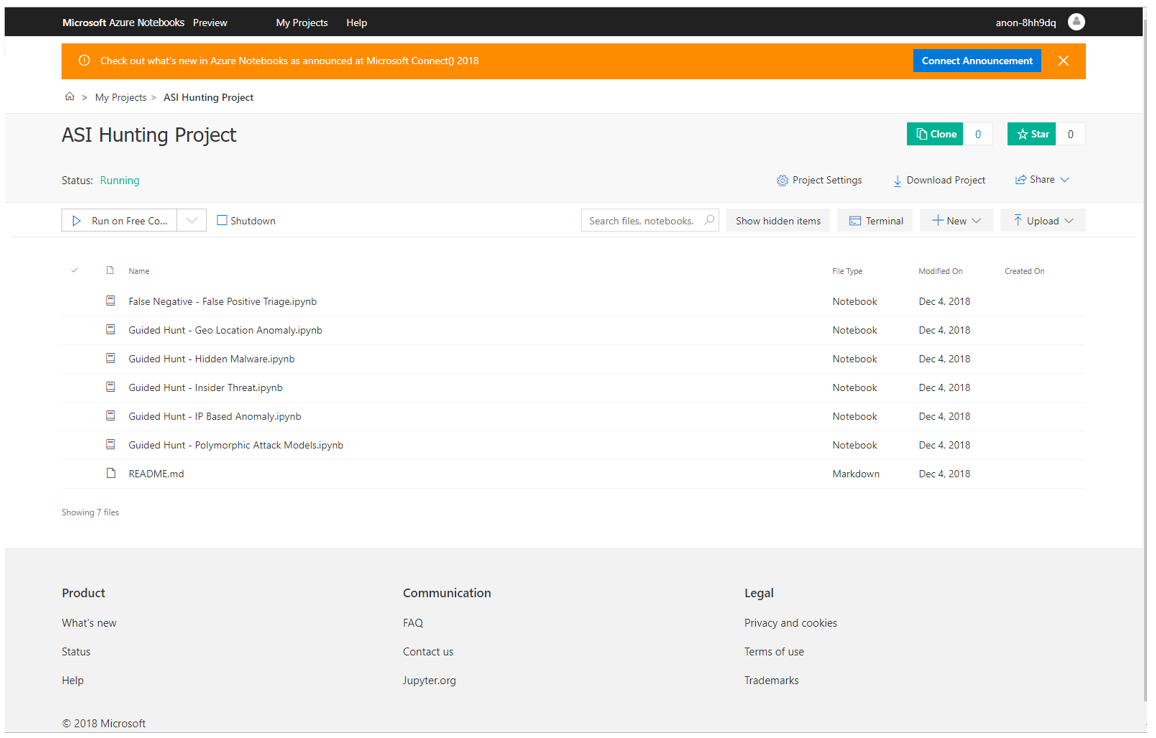 Microsoft Azure Notebooks Preview My Projects Help anon-8hh9dq
Check out what's new in Azure Notebooks as announced at Microsoft Connect() 2018 Connect Announcement
> My Projects > ASI Hunting Project
ASI Hunting Project Clone 0 Star 0
Status: Running Project Settings Download Project Share
Run on Free Co... Shutdown Search files, notebooks. Show hidden items Terminal New Upload
Name File Type Modified On Created On
False Negative - False Positive Triage.ipynb Notebook Dec 4, 2018
Guided Hunt - Geo Location Anomaly.ipynb Notebook Dec 4, 2018
Guided Hunt - Hidden Malware.ipynb Notebook Dec 4, 2018
Guided Hunt - Insider Threat.ipynb Notebook Dec 4, 2018
Guided Hunt - IP Based Anomaly.ipynb Notebook Dec 4, 2018
Guided Hunt - Polymorphic Attack Models.ipynb Notebook Dec 4, 2018
README.md Markdown Dec 4, 2018
Showing 7 files
Product Communication Legal
What's new FAQ Privacy and cookies
Status Contact us Terms of use
Help Jupyter.org Trademarks
© 2018 Microsoft